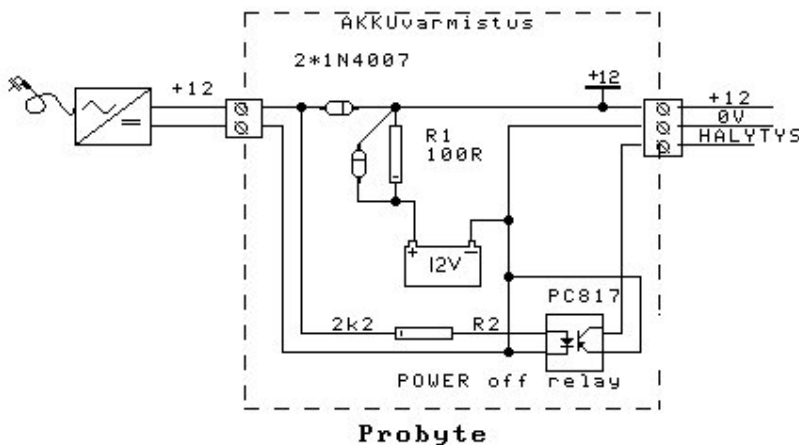 AKKUvarmistus
2*1N4007
+12
+12
+12
0V
HALYTYS
R1
100R
+ -
12V
PC817
2k2
R2
POWER off relay
Probyte